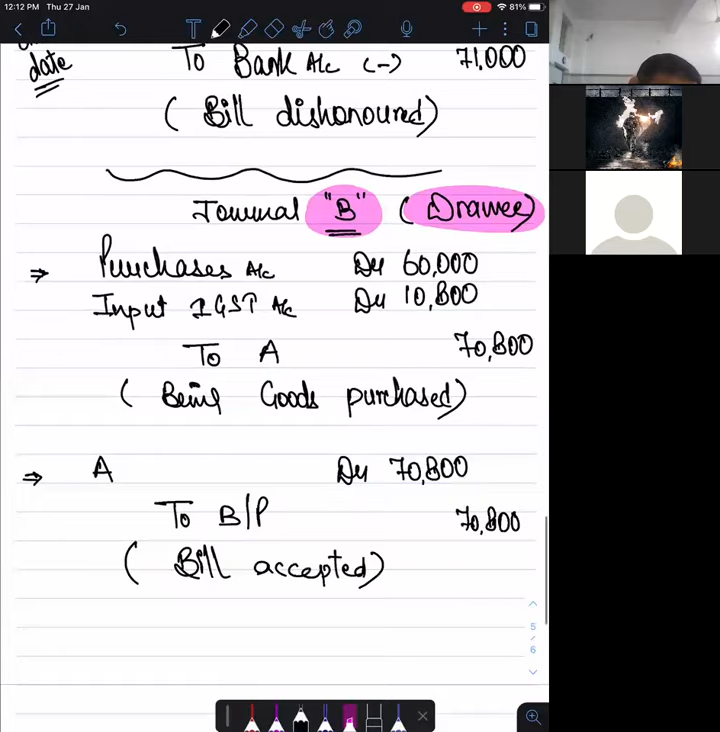 12:12 PM Thu 27 Jan
81%
date
To Bank A/c (-) 71,000
( Bill dishonoured)
Journal "B" ( Drawee)
⇒ Purchases A/c Dr 60,000
Input IGST A/c Dr 10,800
To A 70,800
( Being Goods purchased)
⇒ A Dr 70,800
To B/P 70,800
( Bill accepted)
5
/
6